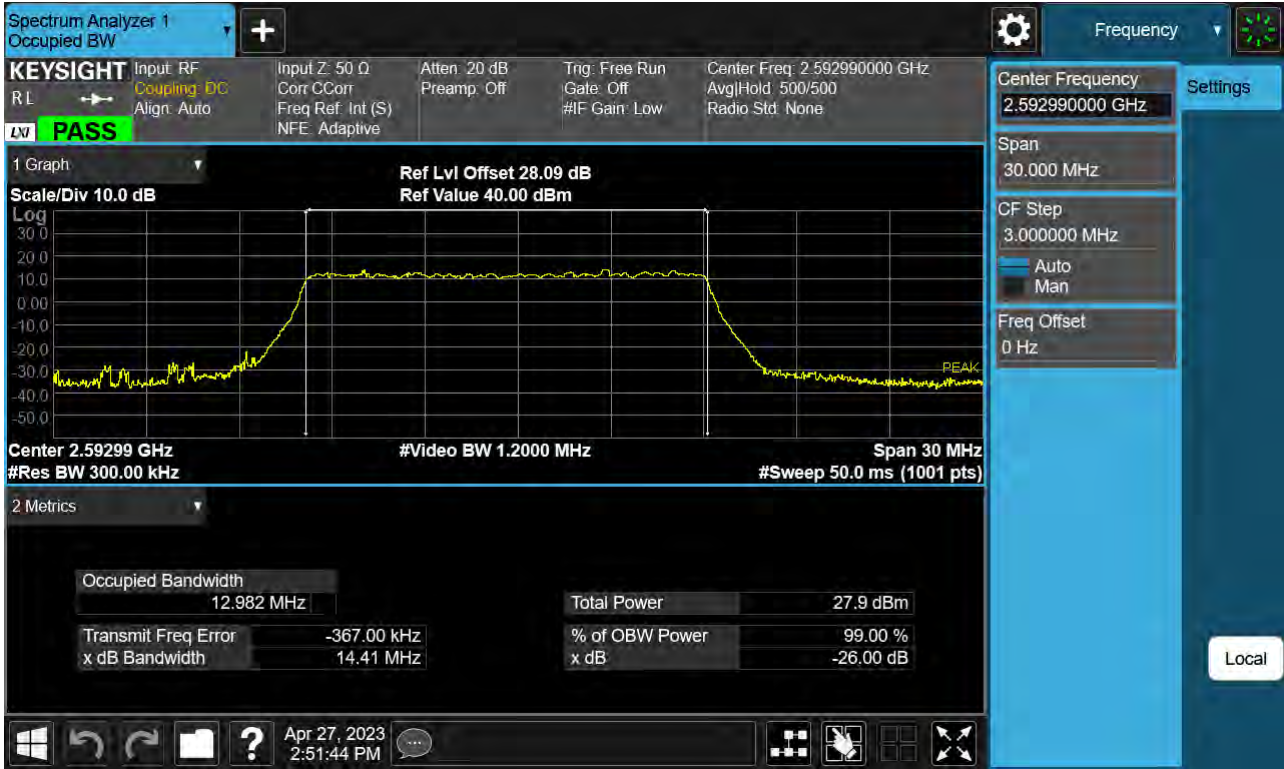 Spectrum Analyzer 1
Occupied BW
Frequency
KEYSIGHT
R L
LXI
PASS
Input: RF
Coupling: DC
Align: Auto
Input Z: 50 Ω
Corr CCorr
Freq Ref: Int (S)
NFE: Adaptive
Atten: 20 dB
Preamp: Off
Trig: Free Run
Gate: Off
#IF Gain: Low
Center Freq: 2.592990000 GHz
Avg|Hold: 500/500
Radio Std: None
1 Graph
Scale/Div 10.0 dB
Ref Lvl Offset 28.09 dB
Ref Value 40.00 dBm
Log
30.0
20.0
10.0
0.00
-10.0
-20.0
-30.0
-40.0
-50.0
PEAK
Center 2.59299 GHz
#Video BW 1.2000 MHz
Span 30 MHz
#Res BW 300.00 kHz
#Sweep 50.0 ms (1001 pts)
2 Metrics
Occupied Bandwidth
12.982 MHz
Total Power 27.9 dBm
Transmit Freq Error -367.00 kHz
% of OBW Power 99.00 %
x dB Bandwidth 14.41 MHz
x dB -26.00 dB
Center Frequency
2.592990000 GHz
Settings
Span
30.000 MHz
CF Step
3.000000 MHz
Auto
Man
Freq Offset
0 Hz
Local
?
Apr 27, 2023
2:51:44 PM